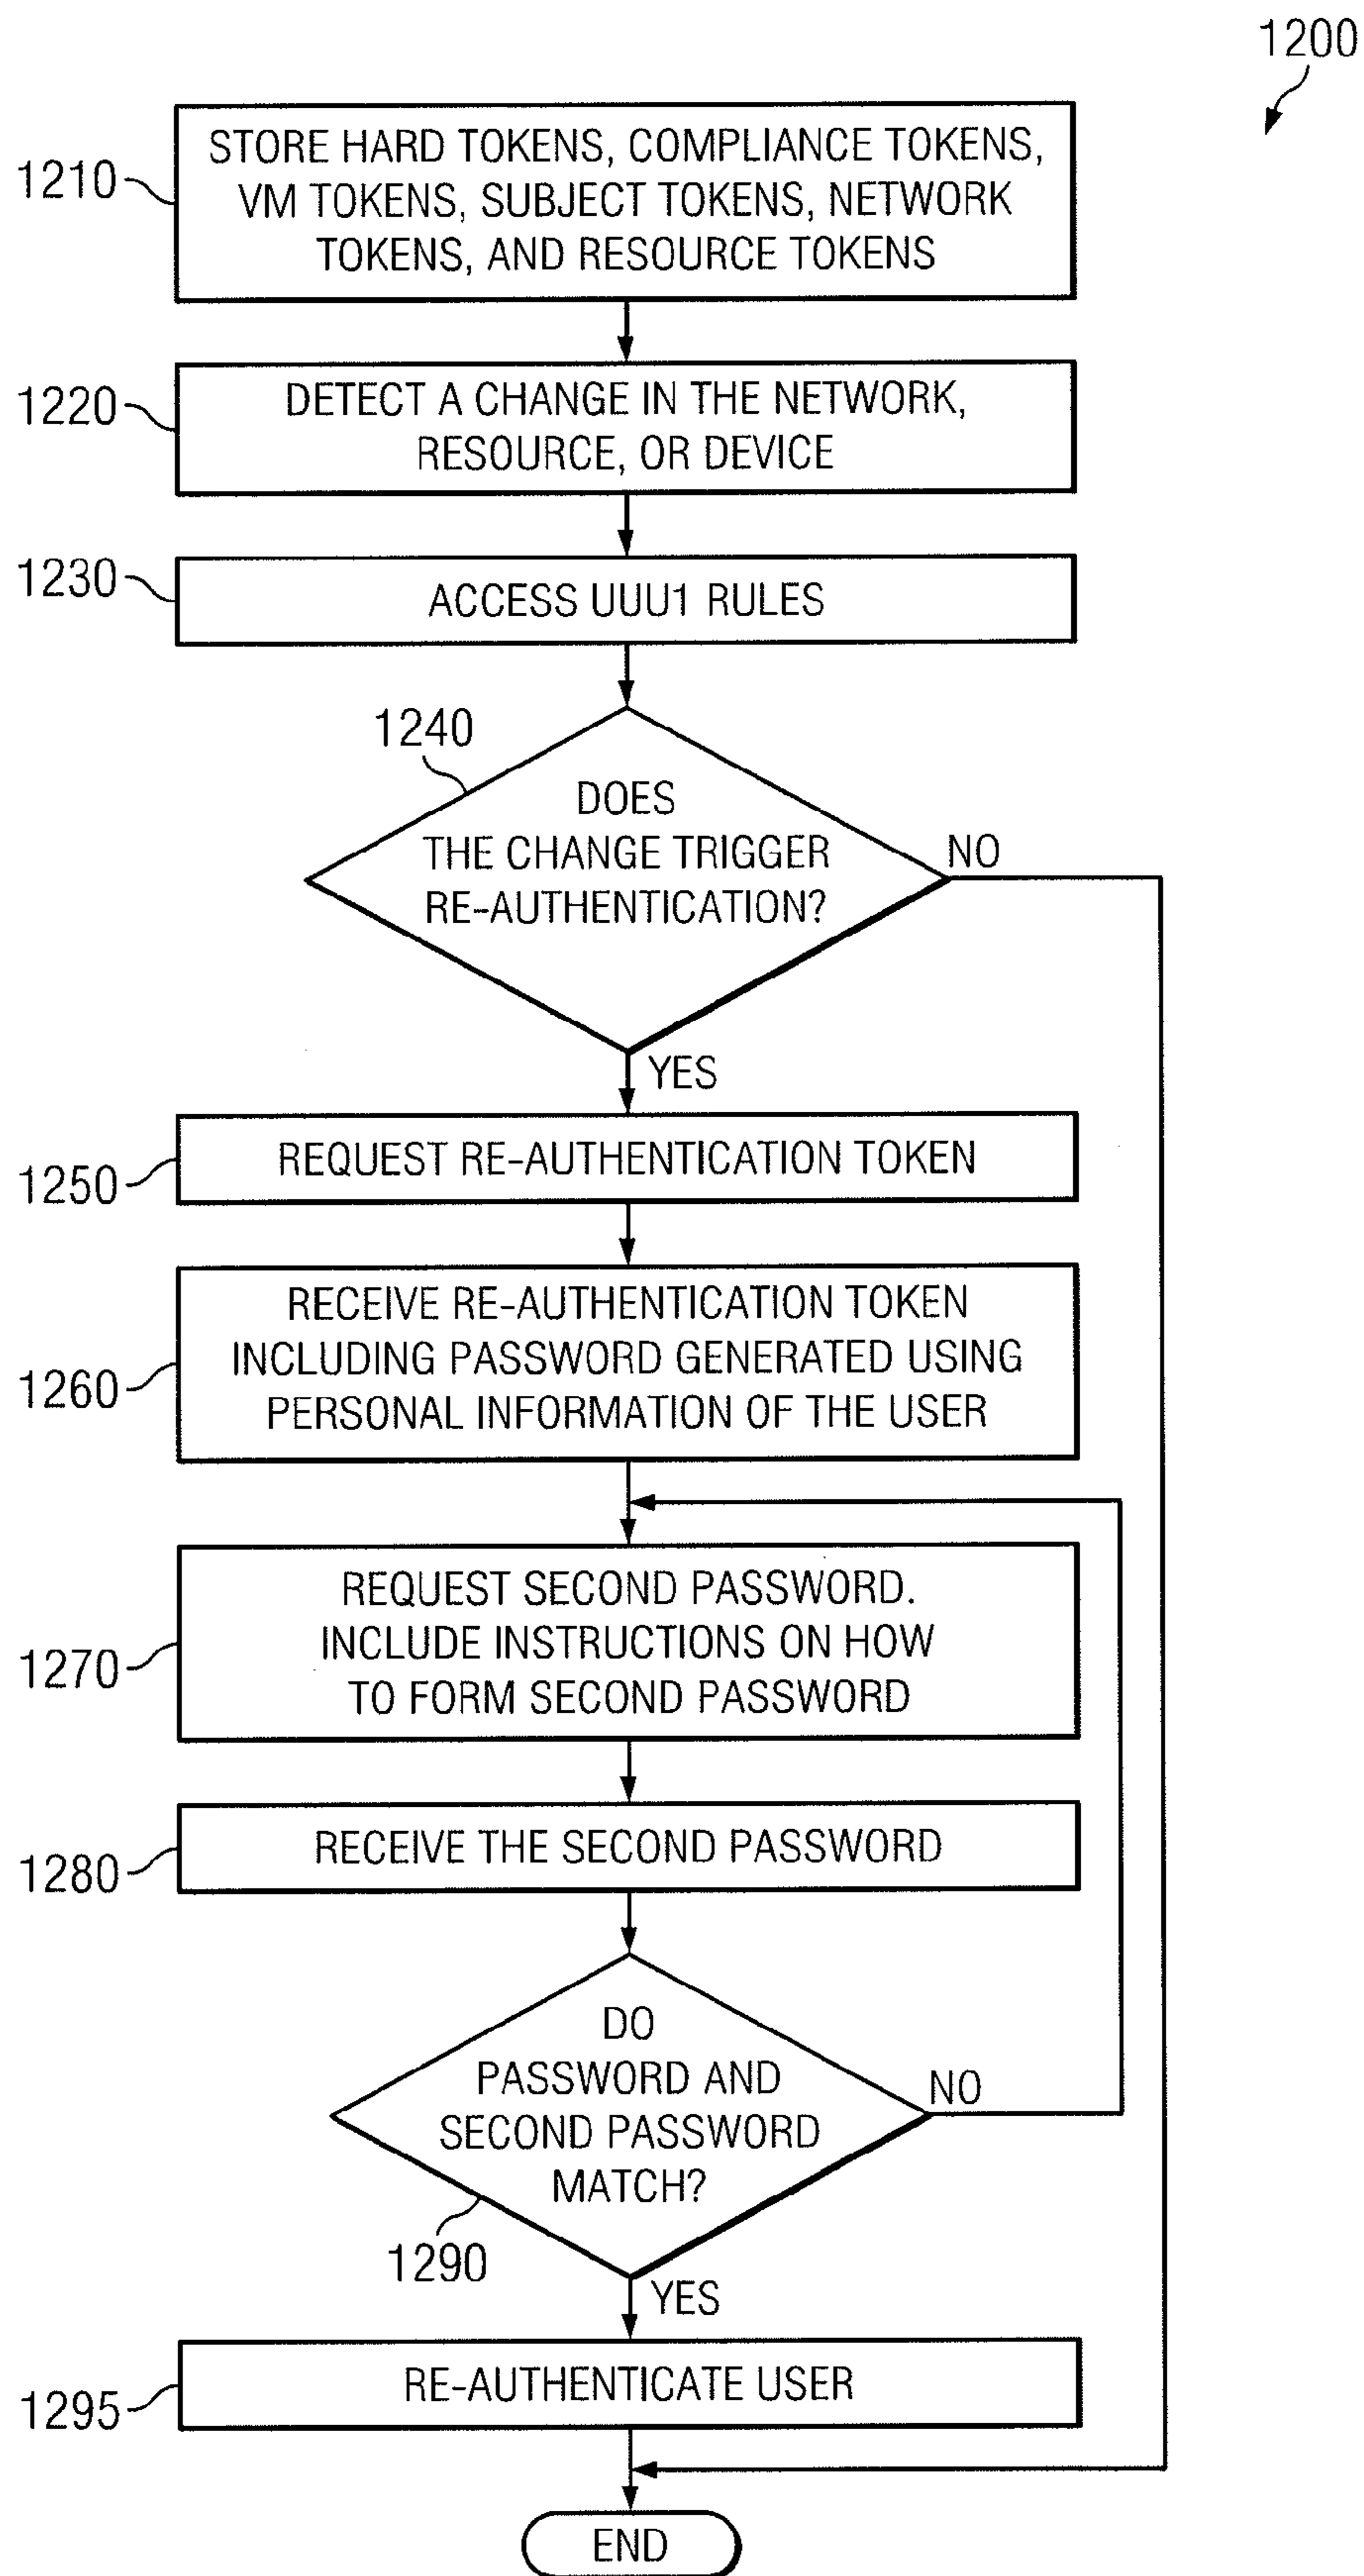 1200
1210
STORE HARD TOKENS, COMPLIANCE TOKENS,
VM TOKENS, SUBJECT TOKENS, NETWORK
TOKENS, AND RESOURCE TOKENS
1220
DETECT A CHANGE IN THE NETWORK,
RESOURCE, OR DEVICE
1230
ACCESS UUU1 RULES
1240
DOES
THE CHANGE TRIGGER
RE-AUTHENTICATION?
NO
YES
1250
REQUEST RE-AUTHENTICATION TOKEN
1260
RECEIVE RE-AUTHENTICATION TOKEN
INCLUDING PASSWORD GENERATED USING
PERSONAL INFORMATION OF THE USER
1270
REQUEST SECOND PASSWORD.
INCLUDE INSTRUCTIONS ON HOW
TO FORM SECOND PASSWORD
1280
RECEIVE THE SECOND PASSWORD
DO
PASSWORD AND
SECOND PASSWORD
MATCH?
NO
1290
YES
1295
RE-AUTHENTICATE USER
END